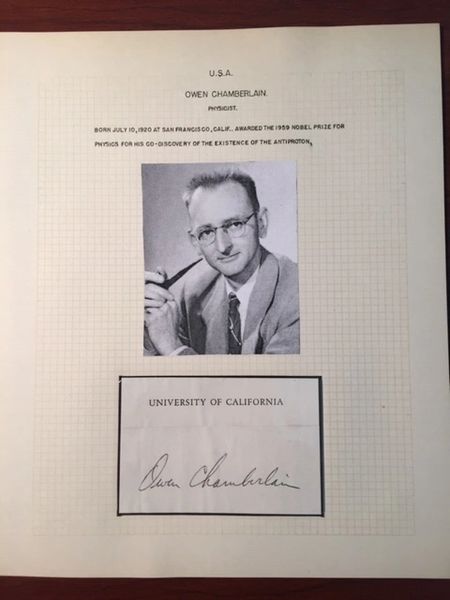 U.S.A.
OWEN CHAMBERLAIN.
PHYSICIST.
BORN JULY 10, 1920 AT SAN FRANCISCO, CALIF.. AWARDED THE 1959 NOBEL PRIZE FOR
PHYSICS FOR HIS CO-DISCOVERY OF THE EXISTENCE OF THE ANTIPROTON,
UNIVERSITY OF CALIFORNIA
Owen Chamberlain